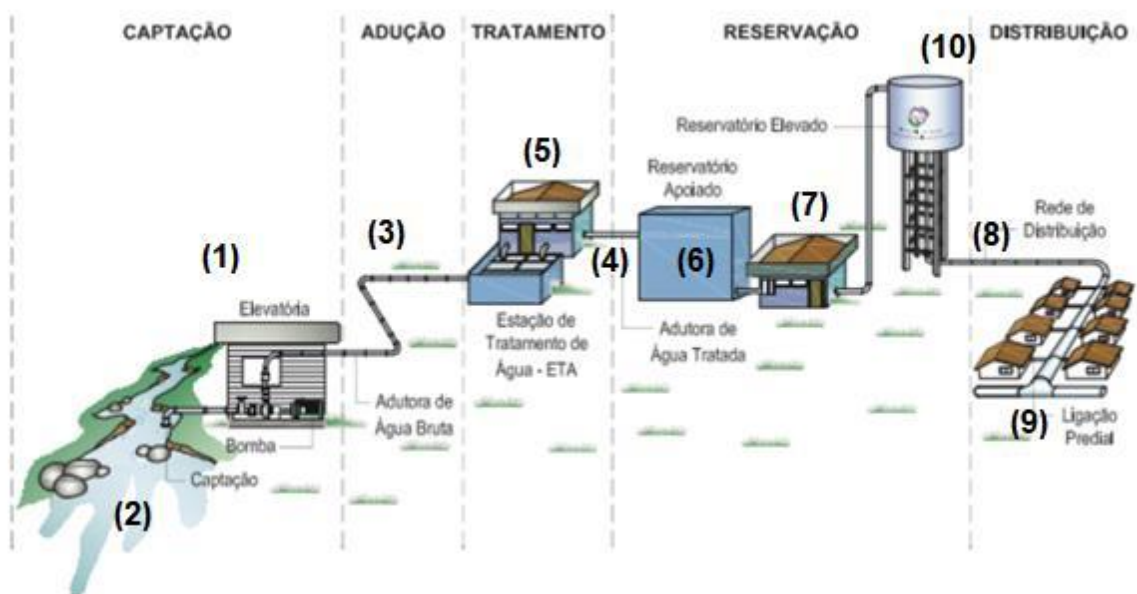 CAPTAÇÃO
ADUÇÃO
TRATAMENTO
RESERVAÇÃO
DISTRIBUIÇÃO
(10)
Reservatório Elevado
(5)
Reservatório
Apoiado
(7)
(3)
(8)
Rede de
Distribuição
(1)
(4)
(6)
Elevatória
Estação de
Tratamento de
Água - ETA
Adutora de
Água Tratada
Adutora de
Água Bruta
(9)
Ligação
Predial
Bomba
Captação
(2)